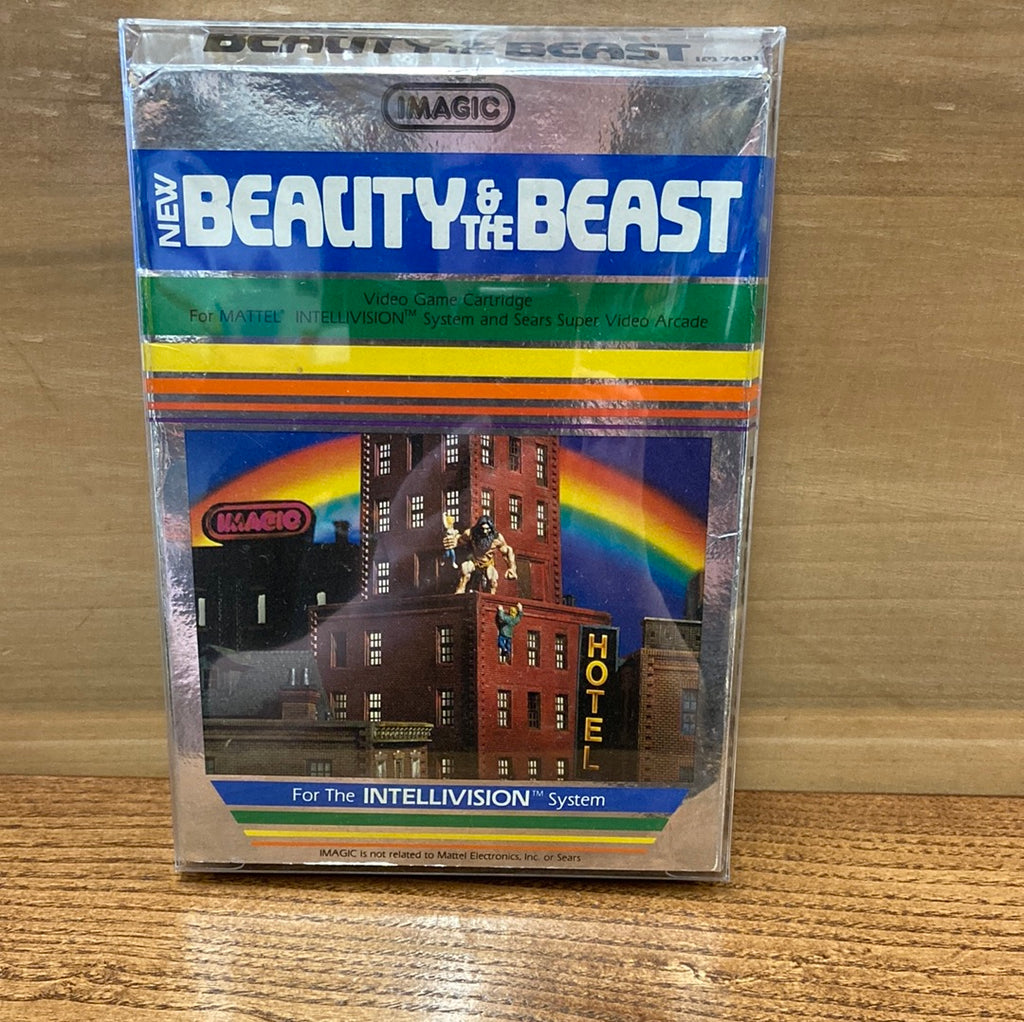 BEAUTY & THE BEAST
IMAGIC
NEW BEAUTY & THE BEAST
Video Game Cartridge
For MATTEL® INTELLIVISION™ System and Sears Super Video Arcade
IMAGIC
HOTEL
For The INTELLIVISION™ System
IMAGIC is not related to Mattel Electronics, Inc. or Sears